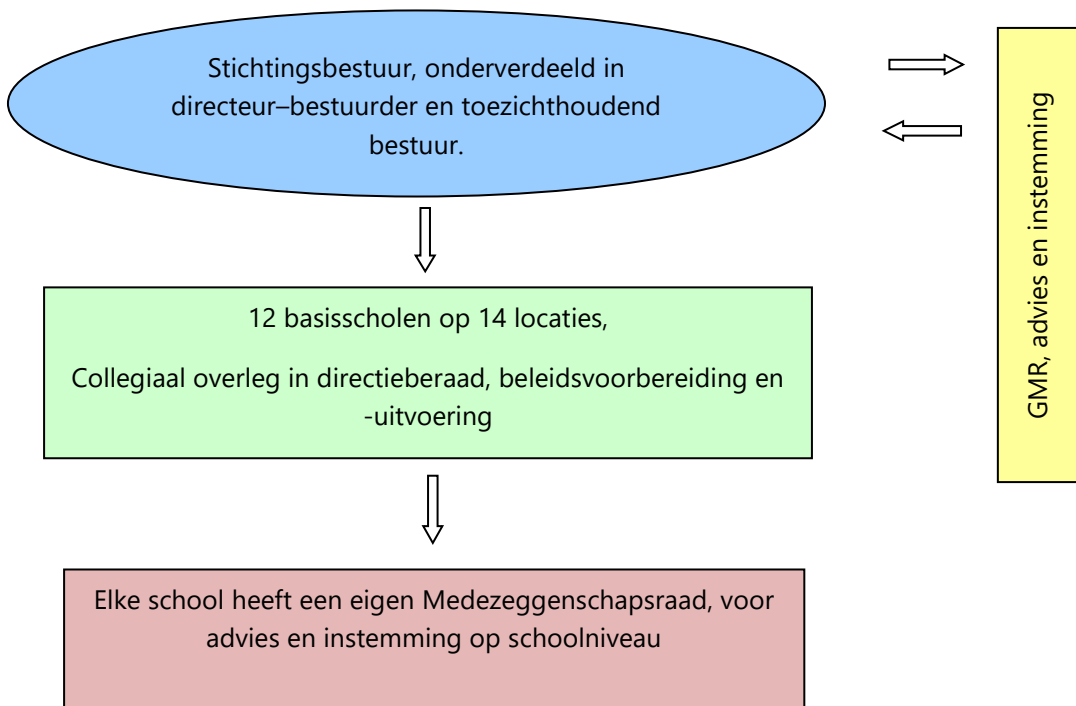 Stichtingsbestuur, onderverdeeld in
directeur–bestuurder en toezichthoudend
bestuur.
GMR, advies en instemming
12 basisscholen op 14 locaties,
Collegiaal overleg in directieberaad, beleidsvoorbereiding en
-uitvoering
Elke school heeft een eigen Medezeggenschapsraad, voor
advies en instemming op schoolniveau